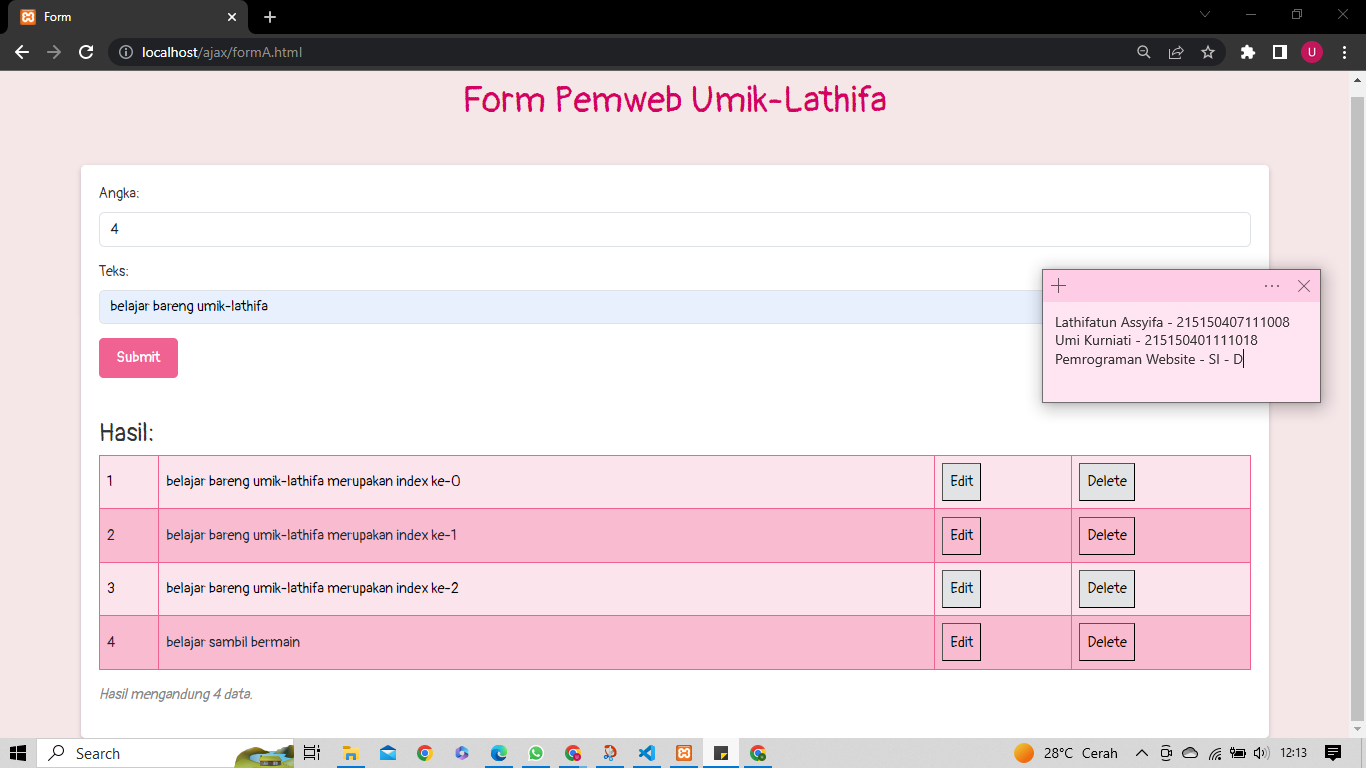 Form
localhost/ajax/formA.html
U
Form Pemweb Umik-Lathifa
Angka:
4
Teks:
belajar bareng umik-lathifa
Submit
Lathifatun Assyifa - 215150407111008
Umi Kurniati - 215150401111018
Pemrograman Website - SI - D
Hasil:
1 belajar bareng umik-lathifa merupakan index ke-0 Edit Delete
2 belajar bareng umik-lathifa merupakan index ke-1 Edit Delete
3 belajar bareng umik-lathifa merupakan index ke-2 Edit Delete
4 belajar sambil bermain Edit Delete
Hasil mengandung 4 data.
Search 28°C Cerah 12:13